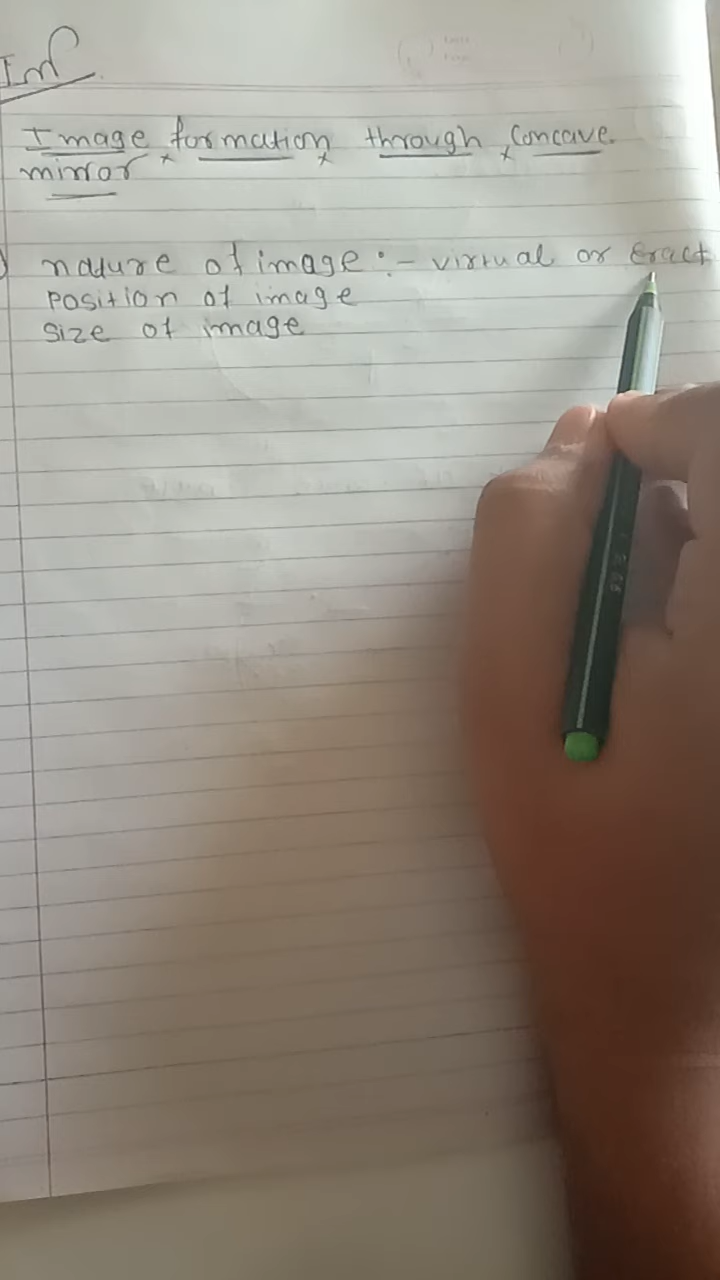 Imp
Image formation through Concave
mirror
nature of image :- virtual or Eract
Position of image
Size of image